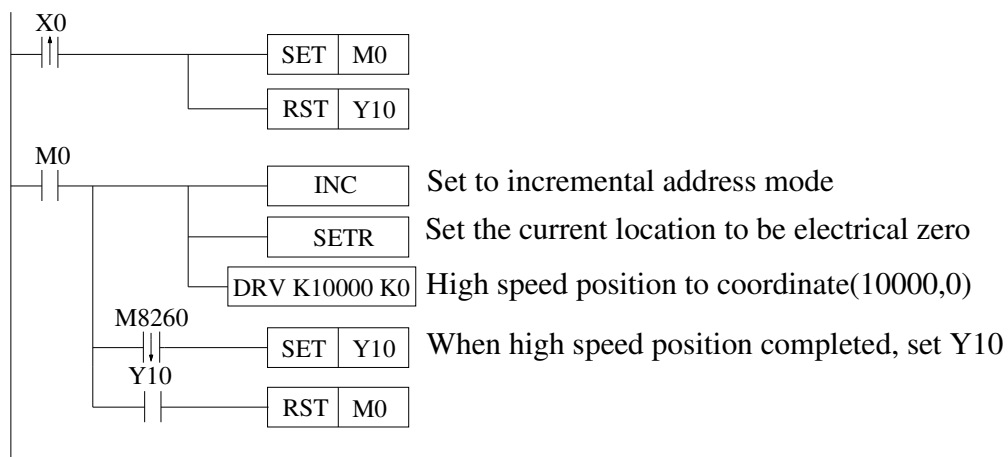 X0
SET M0
RST Y10
M0
INC Set to incremental address mode
SETR Set the current location to be electrical zero
DRV K10000 K0 High speed position to coordinate(10000,0)
M8260
SET Y10 When high speed position completed, set Y10
Y10
RST M0